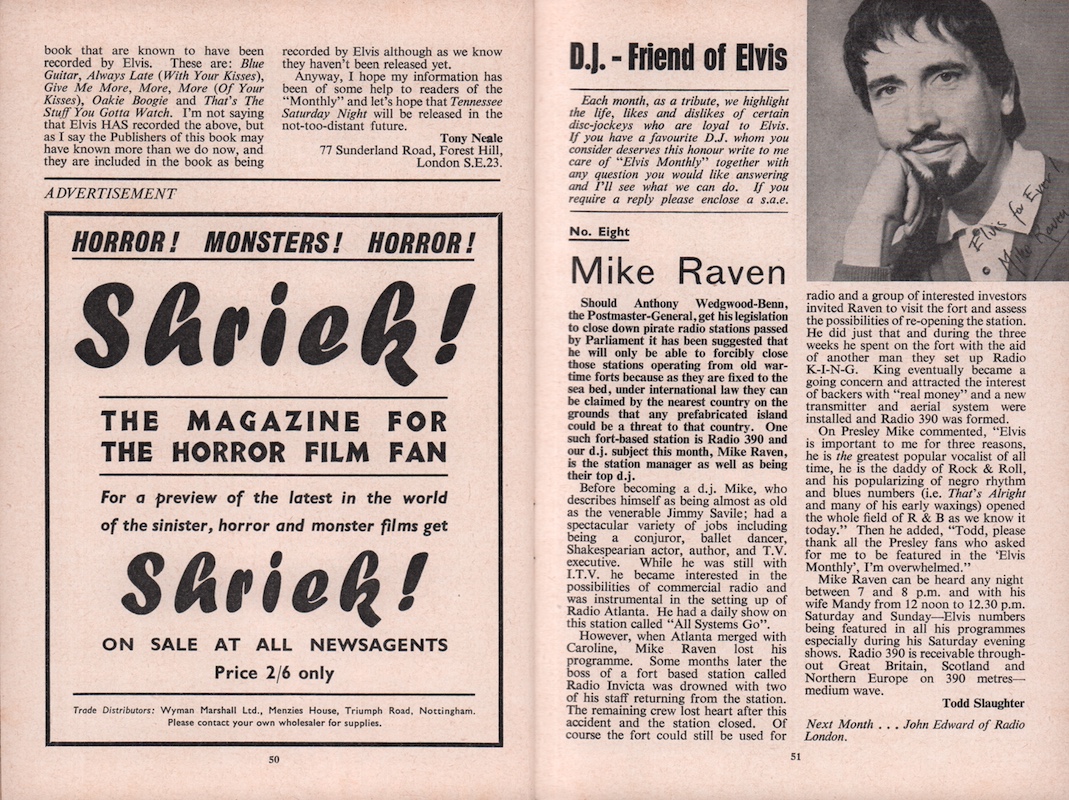 book that are known to have been
recorded by Elvis. These are: Blue
Guitar, Always Late (With Your Kisses),
Give Me More, More, More (Of Your
Kisses), Oakie Boogie and That's The
Stuff You Gotta Watch. I'm not saying
that Elvis HAS recorded the above, but
as I say the Publishers of this book may
have known more than we do now, and
they are included in the book as being
recorded by Elvis although as we know
they haven't been released yet.
Anyway, I hope my information has
been of some help to readers of the
"Monthly" and let's hope that Tennessee
Saturday Night will be released in the
not-too-distant future.
Tony Neale
77 Sunderland Road, Forest Hill,
London S.E.23.
ADVERTISEMENT
HORROR! MONSTERS! HORROR!
Shriek!
THE MAGAZINE FOR
THE HORROR FILM FAN
For a preview of the latest in the world
of the sinister, horror and monster films get
Shriek!
ON SALE AT ALL NEWSAGENTS
Price 2/6 only
Trade Distributors: Wyman Marshall Ltd., Menzies House, Triumph Road, Nottingham.
Please contact your own wholesaler for supplies.
50
D.J. - Friend of Elvis
Each month, as a tribute, we highlight
the life, likes and dislikes of certain
disc-jockeys who are loyal to Elvis.
If you have a favourite D.J. whom you
consider deserves this honour write to me
care of "Elvis Monthly" together with
any question you would like answering
and I'll see what we can do. If you
require a reply please enclose a s.a.e.
No. Eight
Mike Raven
Should Anthony Wedgwood-Benn,
the Postmaster-General, get his legislation
to close down pirate radio stations passed
by Parliament it has been suggested that
he will only be able to forcibly close
those stations operating from old war-
time forts because as they are fixed to the
sea bed, under international law they can
be claimed by the nearest country on the
grounds that any prefabricated island
could be a threat to that country. One
such fort-based station is Radio 390 and
our d.j. subject this month, Mike Raven,
is the station manager as well as being
their top d.j.
Before becoming a d.j. Mike, who
describes himself as being almost as old
as the venerable Jimmy Savile; had a
spectacular variety of jobs including
being a conjuror, ballet dancer,
Shakespearian actor, author, and T.V.
executive. While he was still with
I.T.V. he became interested in the
possibilities of commercial radio and
was instrumental in the setting up of
Radio Atlanta. He had a daily show on
this station called "All Systems Go".
However, when Atlanta merged with
Caroline, Mike Raven lost his
programme. Some months later the
boss of a fort based station called
Radio Invicta was drowned with two
of his staff returning from the station.
The remaining crew lost heart after this
accident and the station closed. Of
course the fort could still be used for
Elvis for Ever!
Mike Raven
radio and a group of interested investors
invited Raven to visit the fort and assess
the possibilities of re-opening the station.
He did just that and during the three
weeks he spent on the fort with the aid
of another man they set up Radio
K-I-N-G. King eventually became a
going concern and attracted the interest
of backers with "real money" and a new
transmitter and aerial system were
installed and Radio 390 was formed.
On Presley Mike commented, "Elvis
is important to me for three reasons,
he is the greatest popular vocalist of all
time, he is the daddy of Rock & Roll,
and his popularizing of negro rhythm
and blues numbers (i.e. That's Alright
and many of his early waxings) opened
the whole field of R & B as we know it
today." Then he added, "Todd, please
thank all the Presley fans who asked
for me to be featured in the 'Elvis
Monthly', I'm overwhelmed."
Mike Raven can be heard any night
between 7 and 8 p.m. and with his
wife Mandy from 12 noon to 12.30 p.m.
Saturday and Sunday—Elvis numbers
being featured in all his programmes
especially during his Saturday evening
shows. Radio 390 is receivable through-
out Great Britain, Scotland and
Northern Europe on 390 metres—
medium wave.
Todd Slaughter
Next Month . . . John Edward of Radio
London.
51